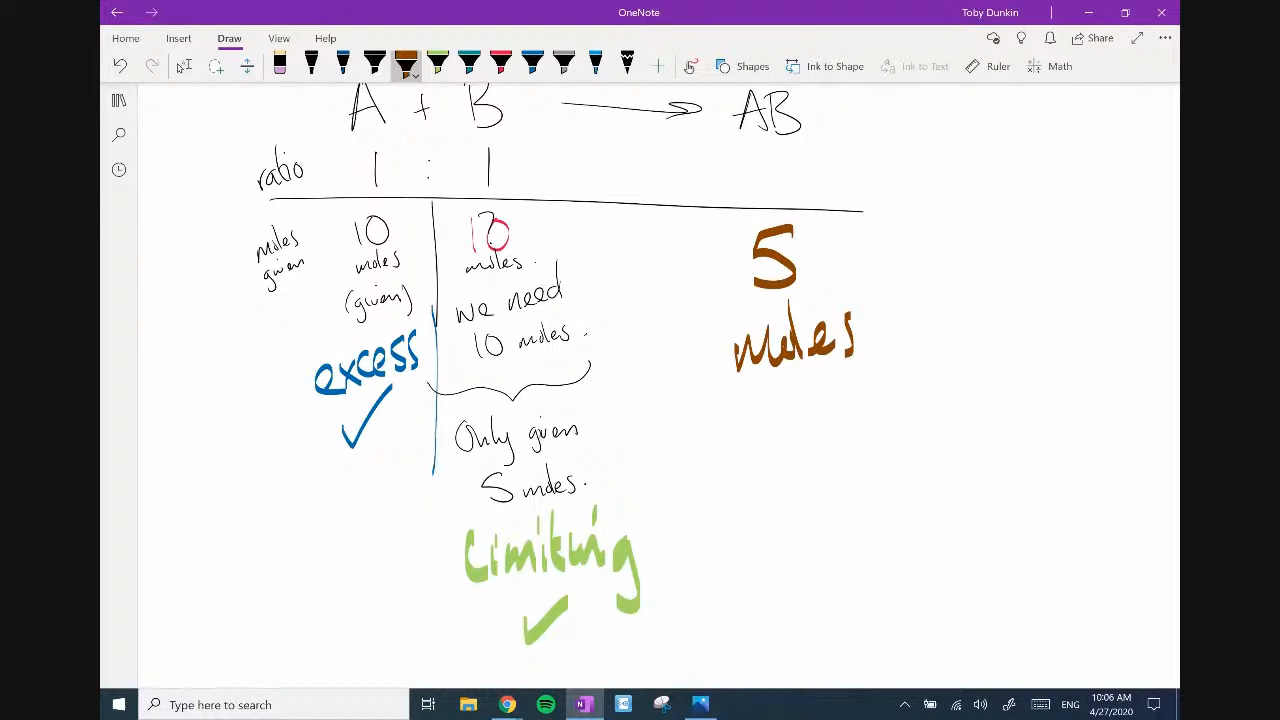 OneNote
Toby Dunkin
Home Insert Draw View Help
Share
Shapes
Ink to Shape
Ink to Text
Ruler
Math
A + B → AB
ratio 1 : 1
moles given
10 moles (given)
excess
moles.
we need
10 moles.
Only given
5 moles.
Limiting
5
Moles
Type here to search
ENG
10:06 AM
4/27/2020